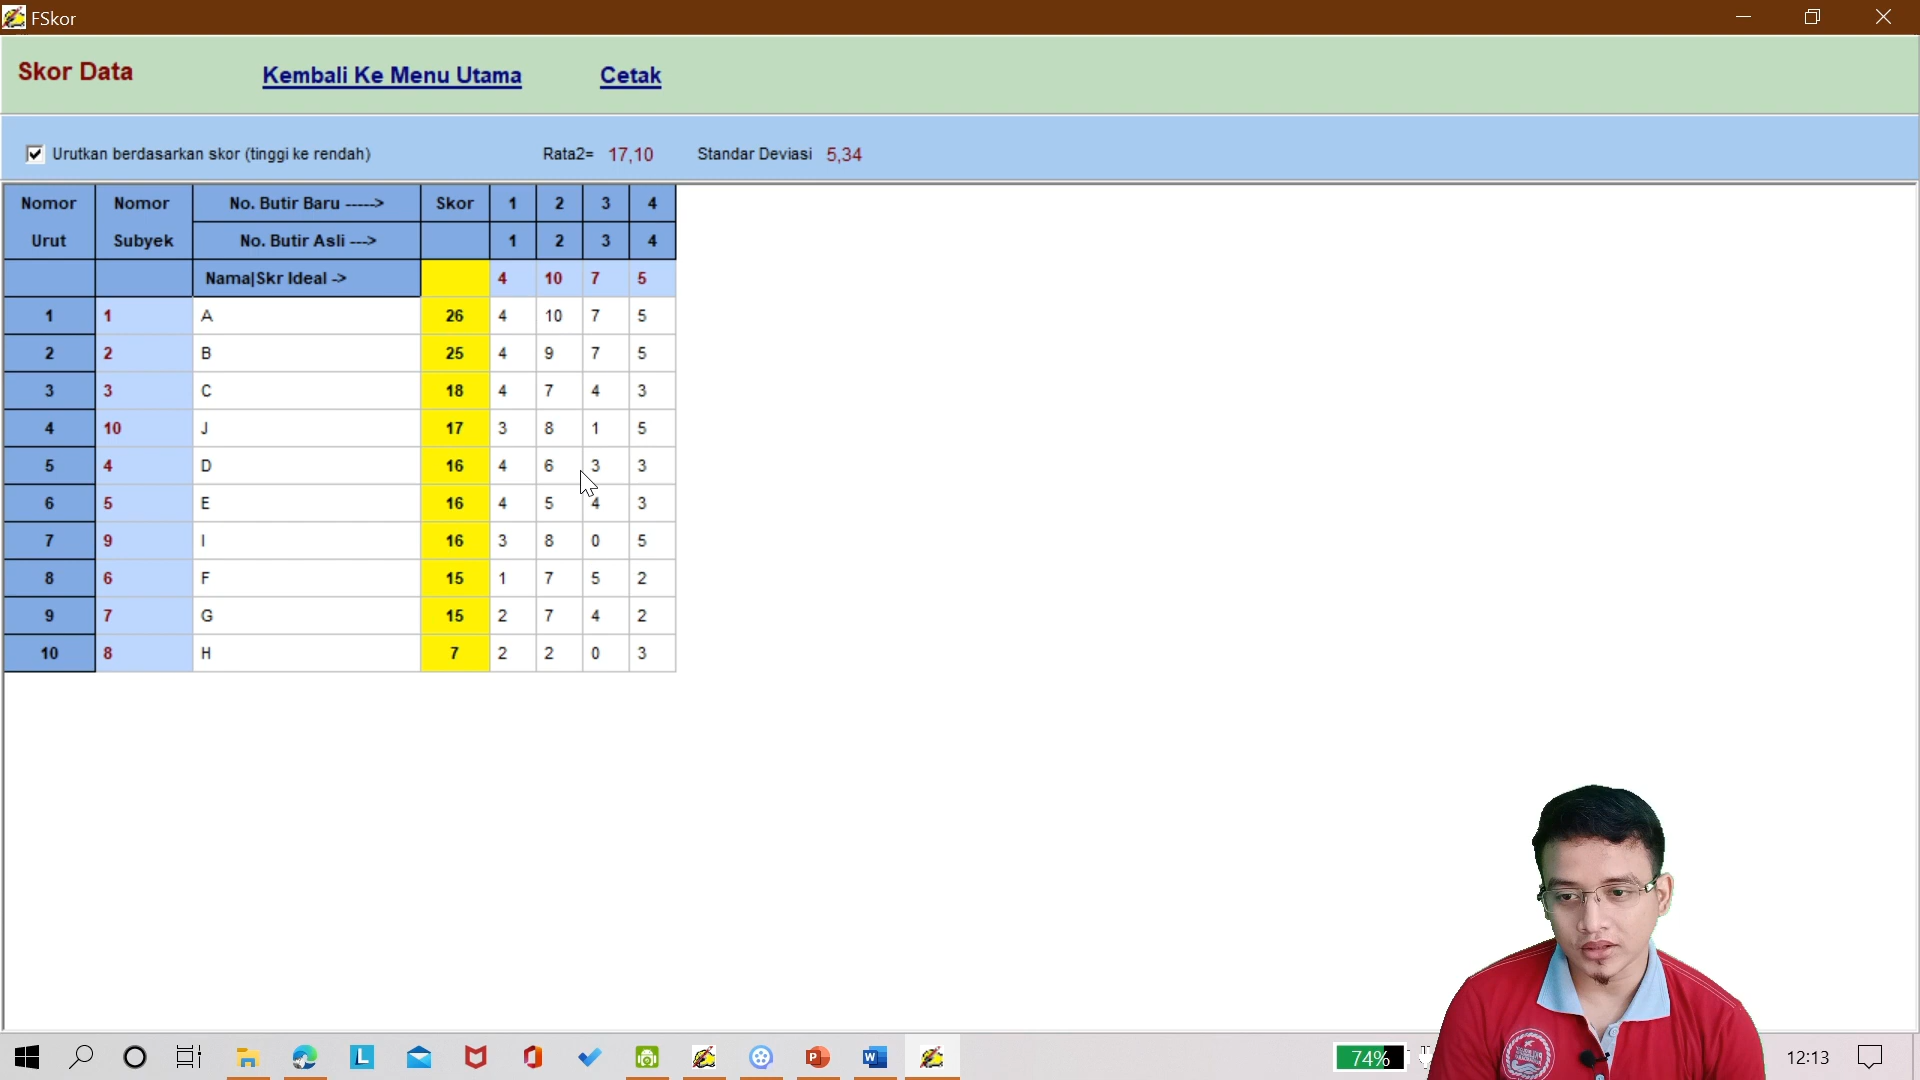 FSkor
Skor Data Kembali Ke Menu Utama Cetak
Urutkan berdasarkan skor (tinggi ke rendah) Rata2= 17,10 Standar Deviasi 5,34
Nomor Nomor No. Butir Baru -----> Skor 1 2 3 4
Urut Subyek No. Butir Asli ---> 1 2 3 4
Nama|Skr Ideal -> 4 10 7 5
1 1 A 26 4 10 7 5
2 2 B 25 4 9 7 5
3 3 C 18 4 7 4 3
4 10 J 17 3 8 1 5
5 4 D 16 4 6 3 3
6 5 E 16 4 5 4 3
7 9 I 16 3 8 0 5
8 6 F 15 1 7 5 2
9 7 G 15 2 7 4 2
10 8 H 7 2 2 0 3
L P W 74% 12:13